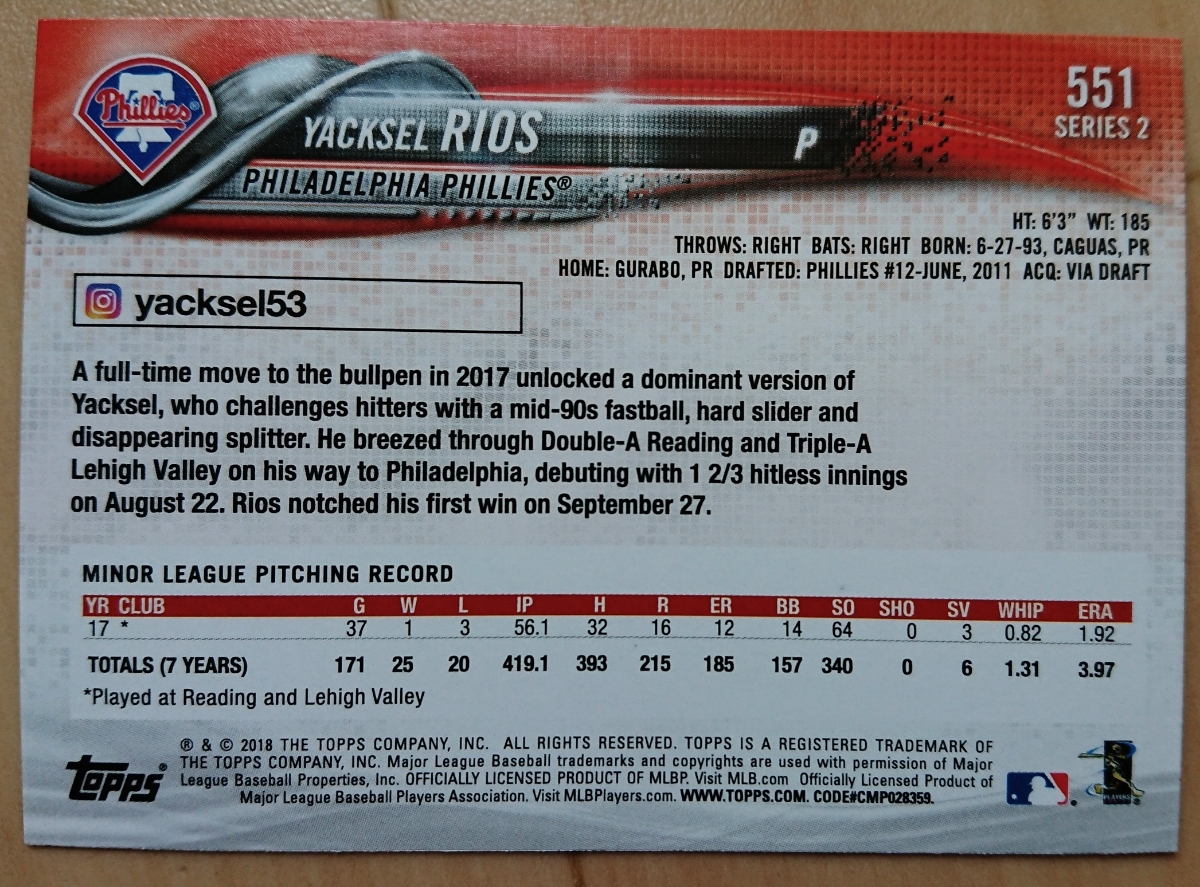 Phillies®
YACKSEL RIOS
P
551
SERIES 2
PHILADELPHIA PHILLIES®
HT: 6'3" WT: 185
THROWS: RIGHT BATS: RIGHT BORN: 6-27-93, CAGUAS, PR
HOME: GURABO, PR DRAFTED: PHILLIES #12-JUNE, 2011 ACQ: VIA DRAFT
yacksel53
A full-time move to the bullpen in 2017 unlocked a dominant version of
Yacksel, who challenges hitters with a mid-90s fastball, hard slider and
disappearing splitter. He breezed through Double-A Reading and Triple-A
Lehigh Valley on his way to Philadelphia, debuting with 1 2/3 hitless innings
on August 22. Rios notched his first win on September 27.
MINOR LEAGUE PITCHING RECORD
YR CLUB G W L IP H R ER BB SO SHO SV WHIP ERA
17 * 37 1 3 56.1 32 16 12 14 64 0 3 0.82 1.92
TOTALS (7 YEARS) 171 25 20 419.1 393 215 185 157 340 0 6 1.31 3.97
*Played at Reading and Lehigh Valley
topps®
® & © 2018 THE TOPPS COMPANY, INC. ALL RIGHTS RESERVED. TOPPS IS A REGISTERED TRADEMARK OF
THE TOPPS COMPANY, INC. Major League Baseball trademarks and copyrights are used with permission of Major
League Baseball Properties, Inc. OFFICIALLY LICENSED PRODUCT OF MLBP. Visit MLB.com Officially Licensed Product of
Major League Baseball Players Association. Visit MLBPlayers.com. WWW.TOPPS.COM. CODE#CMP028359.
PLAYERS